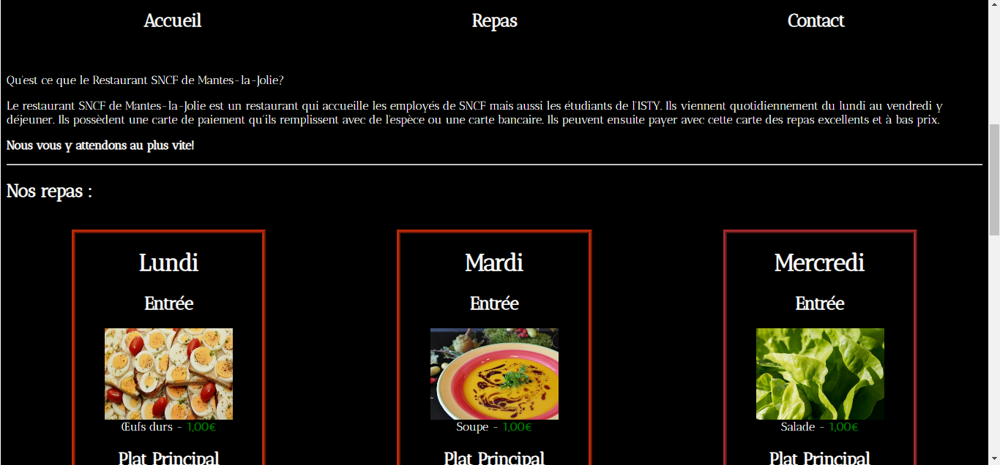 Accueil Repas Contact
Qu'est ce que le Restaurant SNCF de Mantes-la-Jolie?
Le restaurant SNCF de Mantes-la-Jolie est un restaurant qui accueille les employés de SNCF mais aussi les étudiants de l'ISTY. Ils viennent quotidiennement du lundi au vendredi y
déjeuner. Ils possèdent une carte de paiement qu'ils remplissent avec de l'espèce ou une carte bancaire. Ils peuvent ensuite payer avec cette carte des repas excellents et à bas prix.
Nous vous y attendons au plus vite!
Nos repas :
Lundi
Entrée
Œufs durs - 1,00€
Plat Principal
Mardi
Entrée
Soupe - 1,00€
Plat Principal
Mercredi
Entrée
Salade - 1,00€
Plat Principal